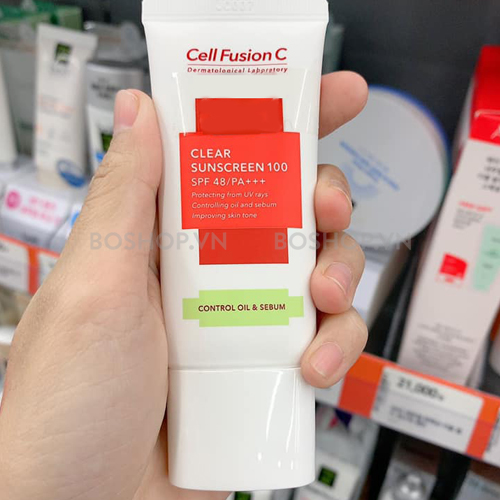 Cell Fusion C
Dermatological Laboratory
CLEAR
SUNSCREEN 100
SPF 48/PA+++
Protecting from UV rays
Controlling oil and sebum
Improving skin tone
BOSHOP.VN BOSHOP.VN
CONTROL OIL & SEBUM
21,000